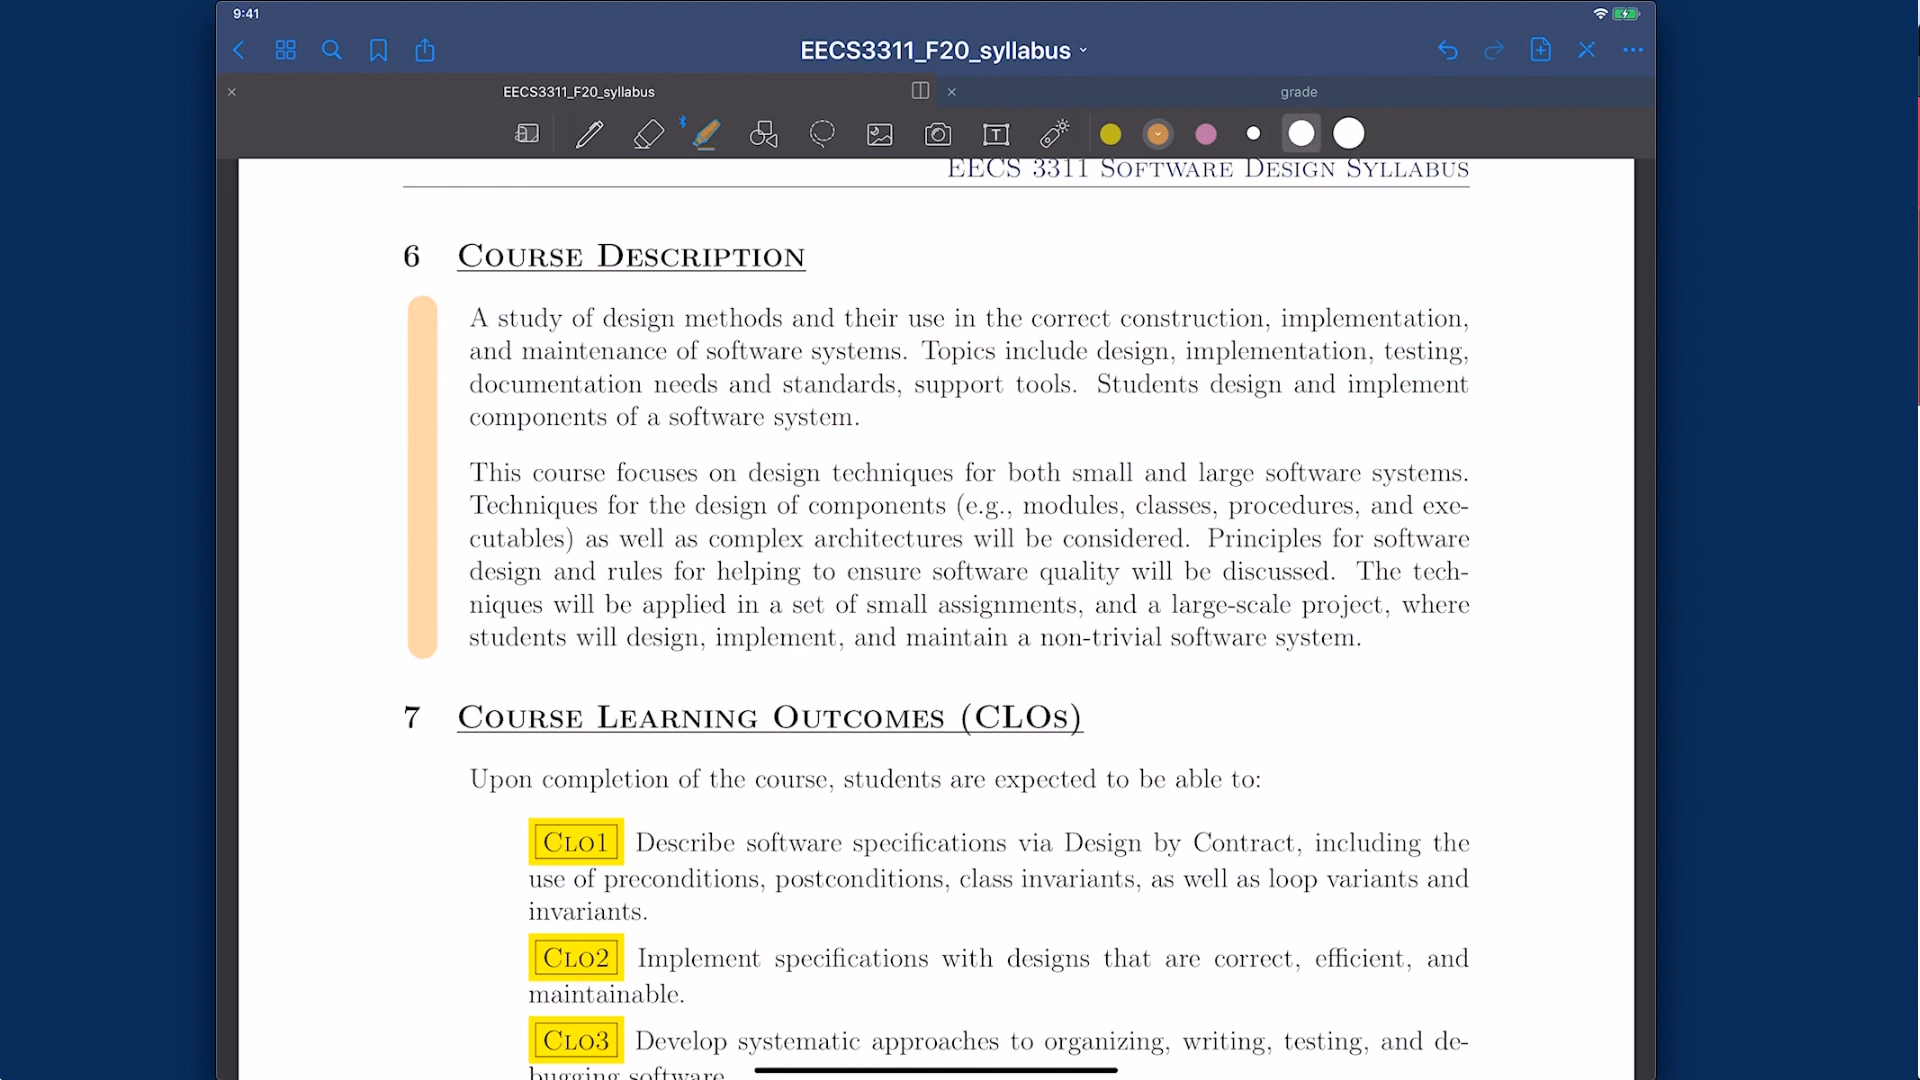 9:41
EECS3311_F20_syllabus
EECS3311_F20_syllabus
grade
EECS 3311 Software Design Syllabus
6 Course Description
A study of design methods and their use in the correct construction, implementation,
and maintenance of software systems. Topics include design, implementation, testing,
documentation needs and standards, support tools. Students design and implement
components of a software system.
This course focuses on design techniques for both small and large software systems.
Techniques for the design of components (e.g., modules, classes, procedures, and exe-
cutables) as well as complex architectures will be considered. Principles for software
design and rules for helping to ensure software quality will be discussed. The tech-
niques will be applied in a set of small assignments, and a large-scale project, where
students will design, implement, and maintain a non-trivial software system.
7 Course Learning Outcomes (CLOs)
Upon completion of the course, students are expected to be able to:
Clo1 Describe software specifications via Design by Contract, including the
use of preconditions, postconditions, class invariants, as well as loop variants and
invariants.
Clo2 Implement specifications with designs that are correct, efficient, and
maintainable.
Clo3 Develop systematic approaches to organizing, writing, testing, and de-
bugging software.